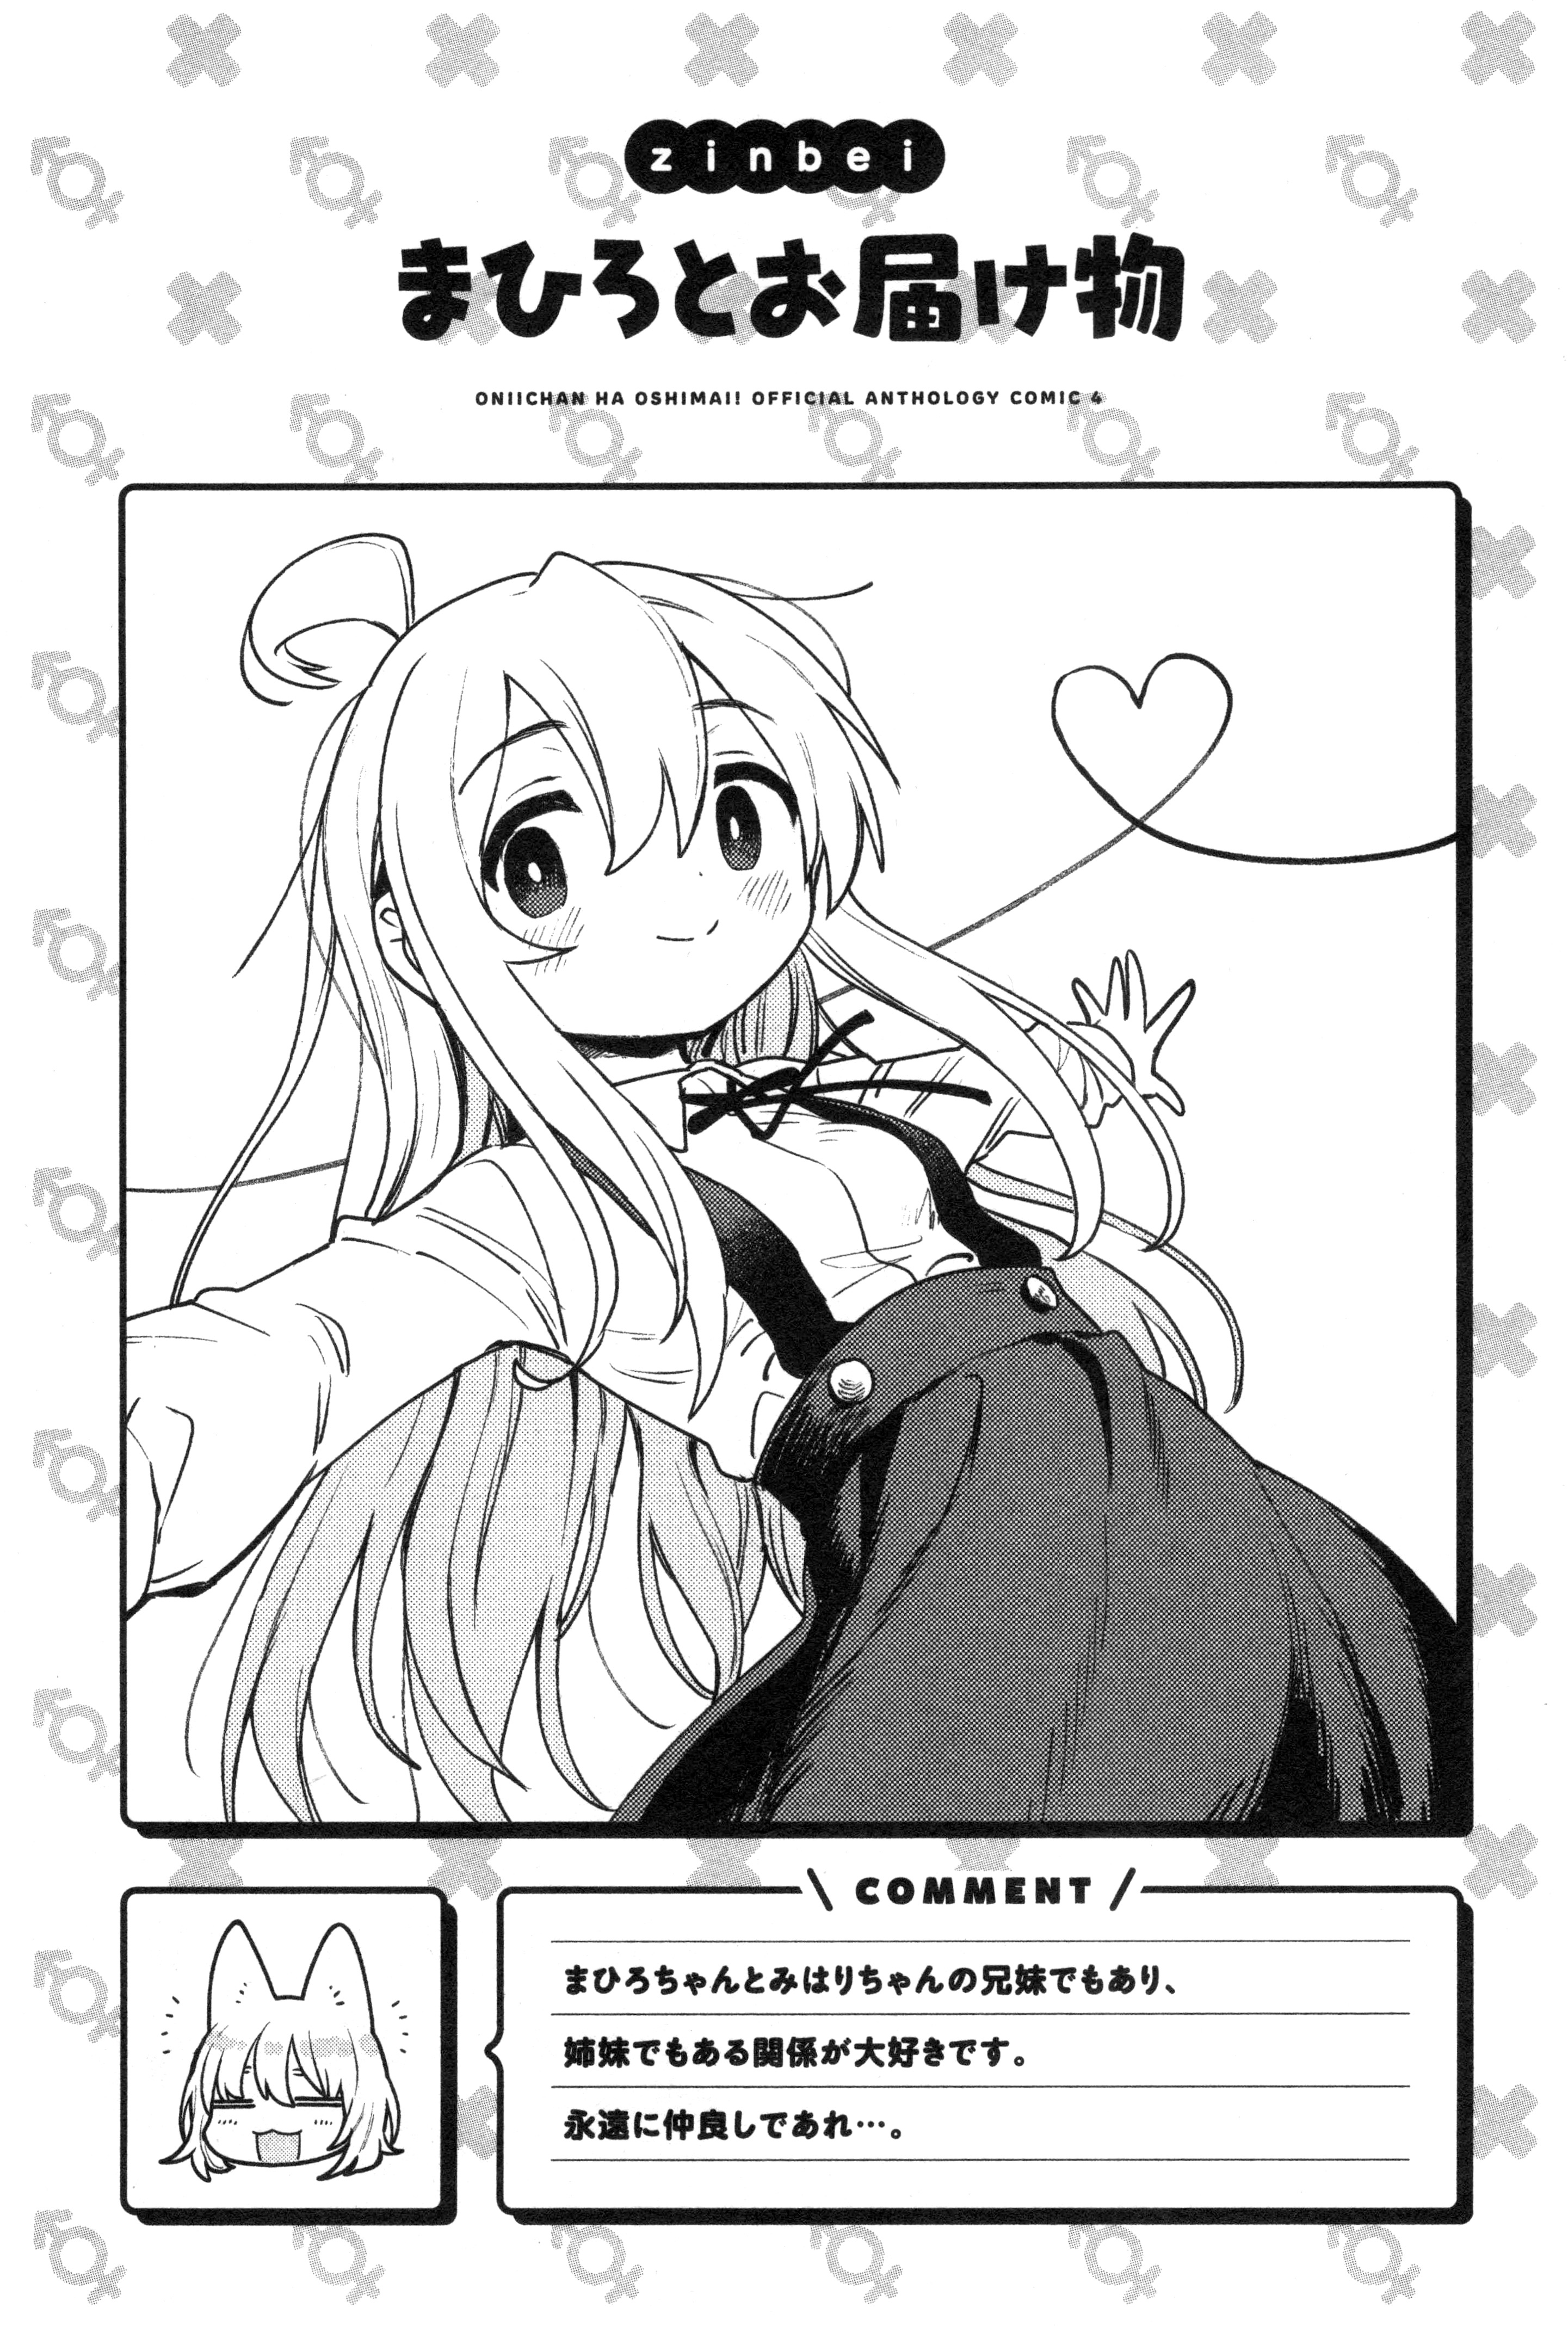 zinbei
まひろとお届け物
ONIICHAN HA OSHIMAI! OFFICIAL ANTHOLOGY COMIC 4
COMMENT
まひろちゃんとみはりちゃんの兄妹でもあり、
姉妹でもある関係が大好きです。
永遠に仲良しであれ…。